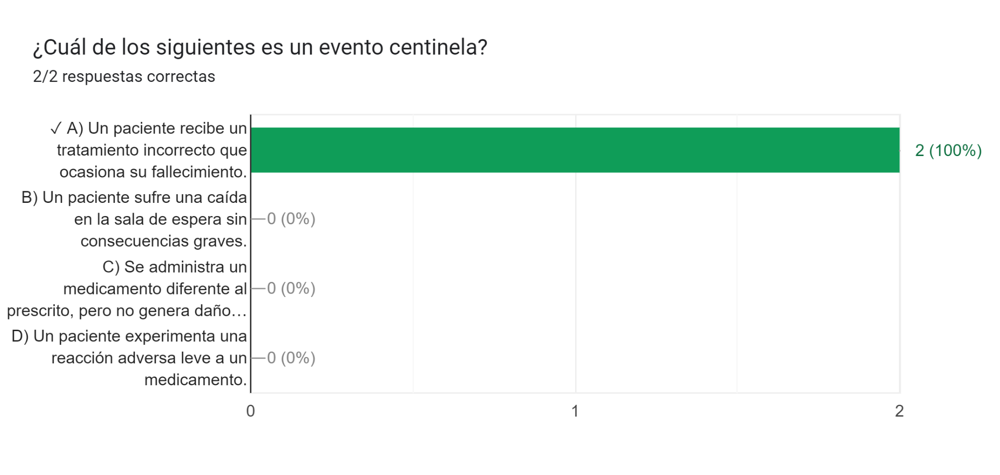 ¿Cuál de los siguientes es un evento centinela?
2/2 respuestas correctas
✓ A) Un paciente recibe un
tratamiento incorrecto que
ocasiona su fallecimiento.
2 (100%)
B) Un paciente sufre una caída
en la sala de espera sin
consecuencias graves.
0 (0%)
C) Se administra un
medicamento diferente al
prescrito, pero no genera daño…
0 (0%)
D) Un paciente experimenta una
reacción adversa leve a un
medicamento.
0 (0%)
0 1 2